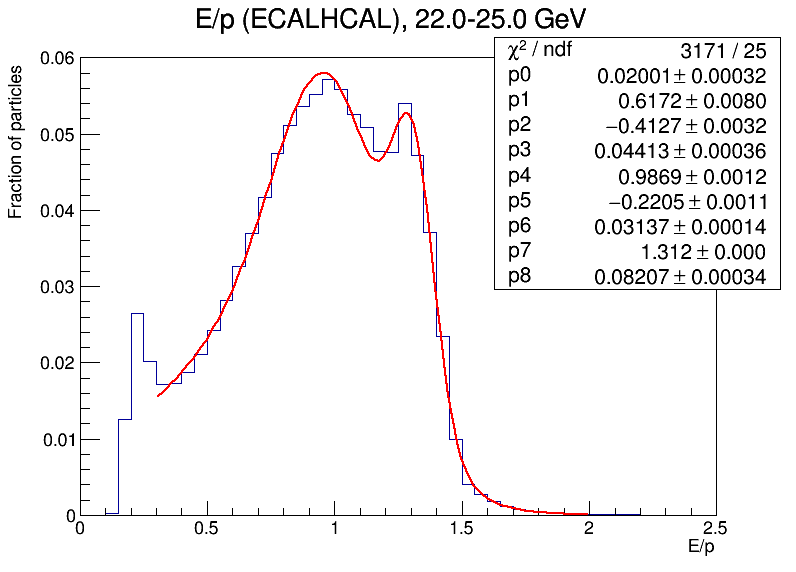 E/p (ECALHCAL), 22.0-25.0 GeV
χ² / ndf 3171 / 25
p0 0.02001 ± 0.00032
p1 0.6172 ± 0.0080
p2 −0.4127 ± 0.0032
p3 0.04413 ± 0.00036
p4 0.9869 ± 0.0012
p5 −0.2205 ± 0.0011
p6 0.03137 ± 0.00014
p7 1.312 ± 0.000
p8 0.08207 ± 0.00034
Fraction of particles
0.06
0.05
0.04
0.03
0.02
0.01
0
0 0.5 1 1.5 2 2.5
E/p